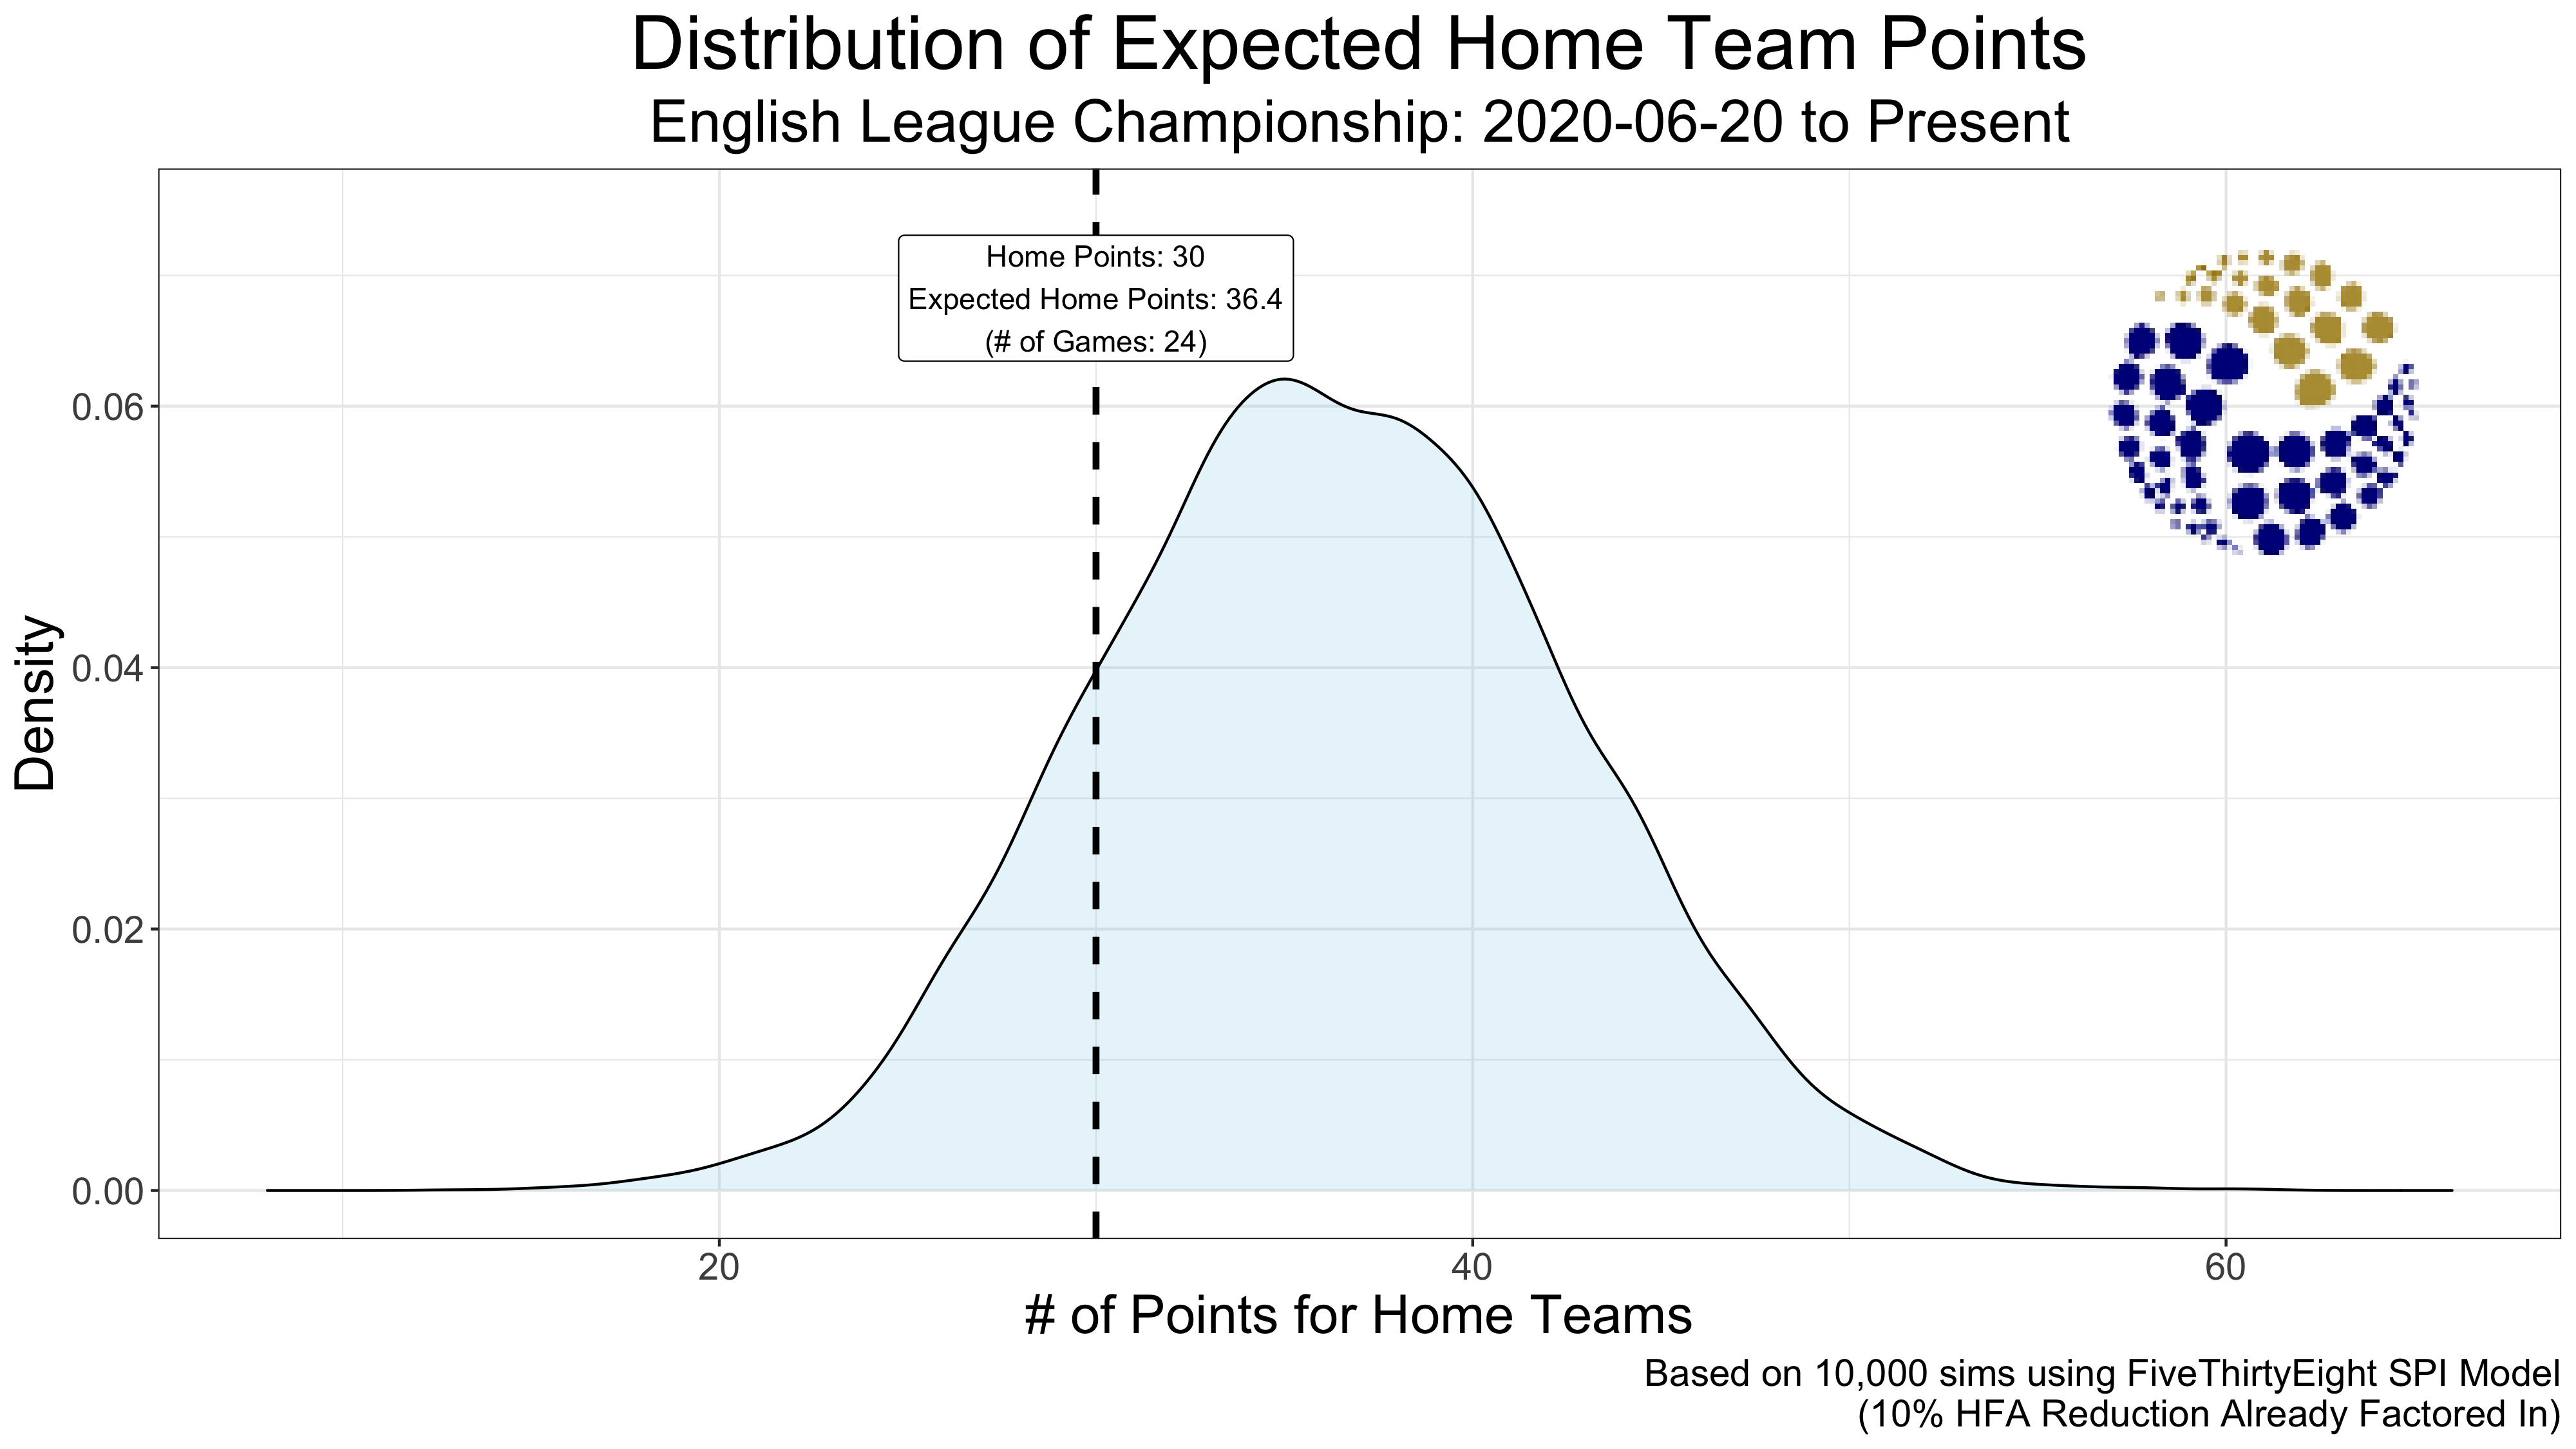 Distribution of Expected Home Team Points
English League Championship: 2020-06-20 to Present
Home Points: 30
Expected Home Points: 36.4
(# of Games: 24)
Density
0.06
0.04
0.02
0.00
20
40
60
# of Points for Home Teams
Based on 10,000 sims using FiveThirtyEight SPI Model
(10% HFA Reduction Already Factored In)